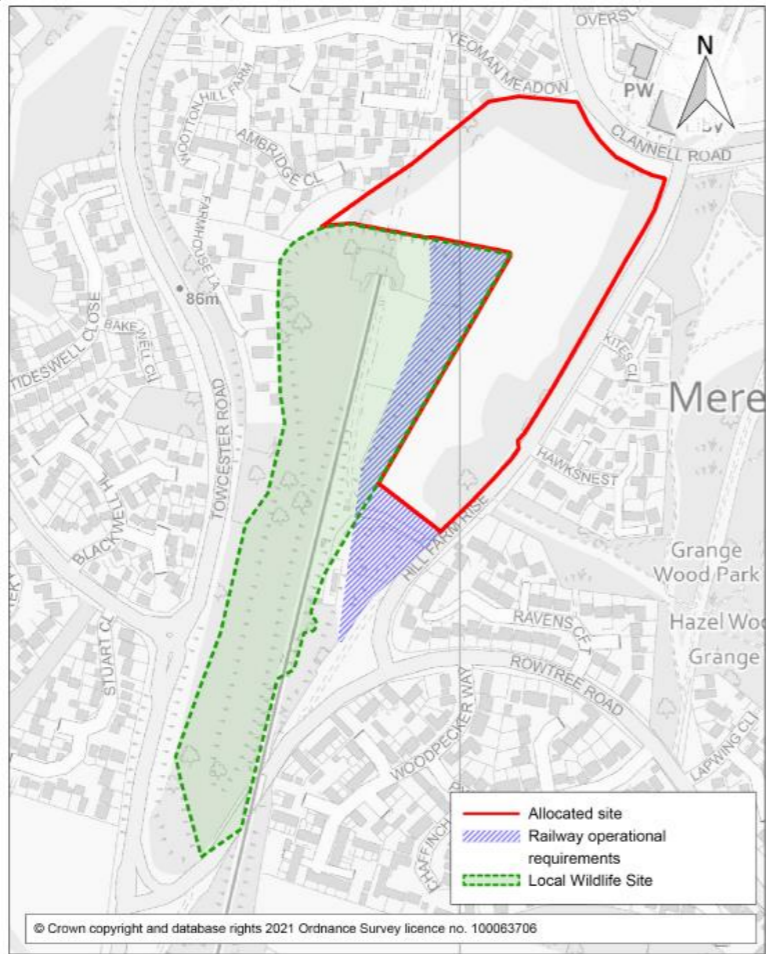 OVERSL
YEOMAN MEADOW
N
PW
CLANNELL ROAD
WOOTTON HILL FARM
AMBRIDGE CL
FARMHOUSE LA
86m
BAKEWELL CL
TIDESWELL CLOSE
TOWCESTER ROAD
KITES CL
Mere
HAWKSNEST
BLACKWELL HL
HILL FARM RISE
Grange
Wood Park
RAVENS CFT
Hazel Woo
Grange
STUART CL
ROWTREE ROAD
WOODPECKER WAY
LAPWING CL
CHAFFINCH
Allocated site
Railway operational
requirements
Local Wildlife Site
© Crown copyright and database rights 2021 Ordnance Survey licence no. 100063706